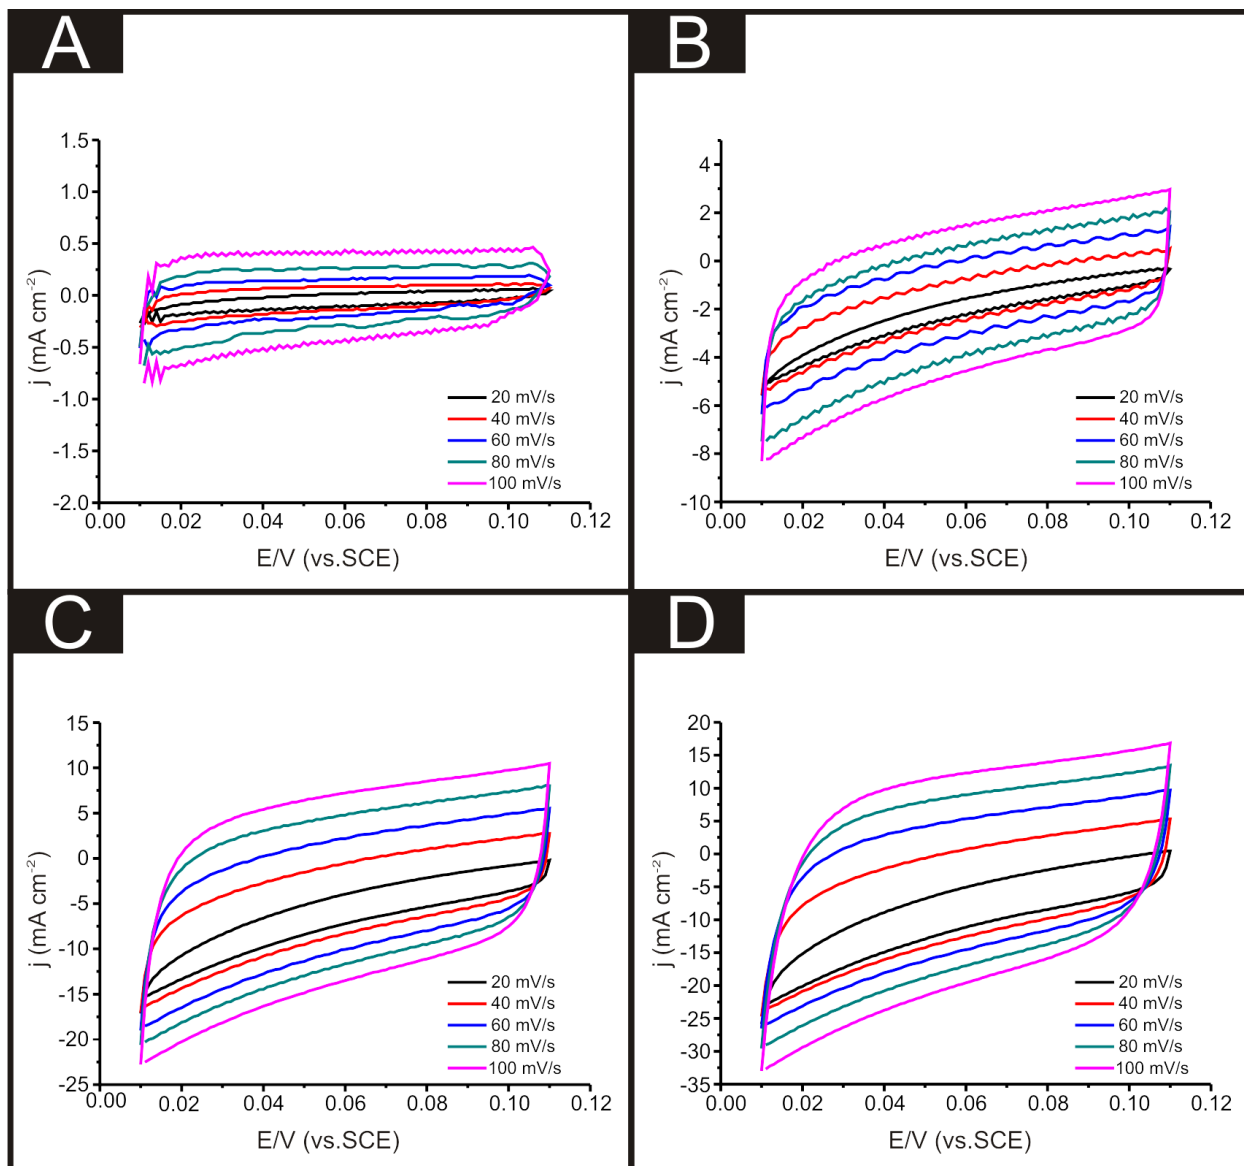 A
1.5
1.0
0.5
0.0
-0.5
-1.0
-1.5
-2.0
j (mA cm⁻²)
0.00 0.02 0.04 0.06 0.08 0.10 0.12
E/V (vs.SCE)
20 mV/s
40 mV/s
60 mV/s
80 mV/s
100 mV/s
B
4
2
0
-2
-4
-6
-8
-10
j (mA cm⁻²)
0.00 0.02 0.04 0.06 0.08 0.10 0.12
E/V (vs.SCE)
20 mV/s
40 mV/s
60 mV/s
80 mV/s
100 mV/s
C
15
10
5
0
-5
-10
-15
-20
-25
j (mA cm⁻²)
0.00 0.02 0.04 0.06 0.08 0.10 0.12
E/V (vs.SCE)
20 mV/s
40 mV/s
60 mV/s
80 mV/s
100 mV/s
D
20
15
10
5
0
-5
-10
-15
-20
-25
-30
-35
j (mA cm⁻²)
0.00 0.02 0.04 0.06 0.08 0.10 0.12
E/V (vs.SCE)
20 mV/s
40 mV/s
60 mV/s
80 mV/s
100 mV/s